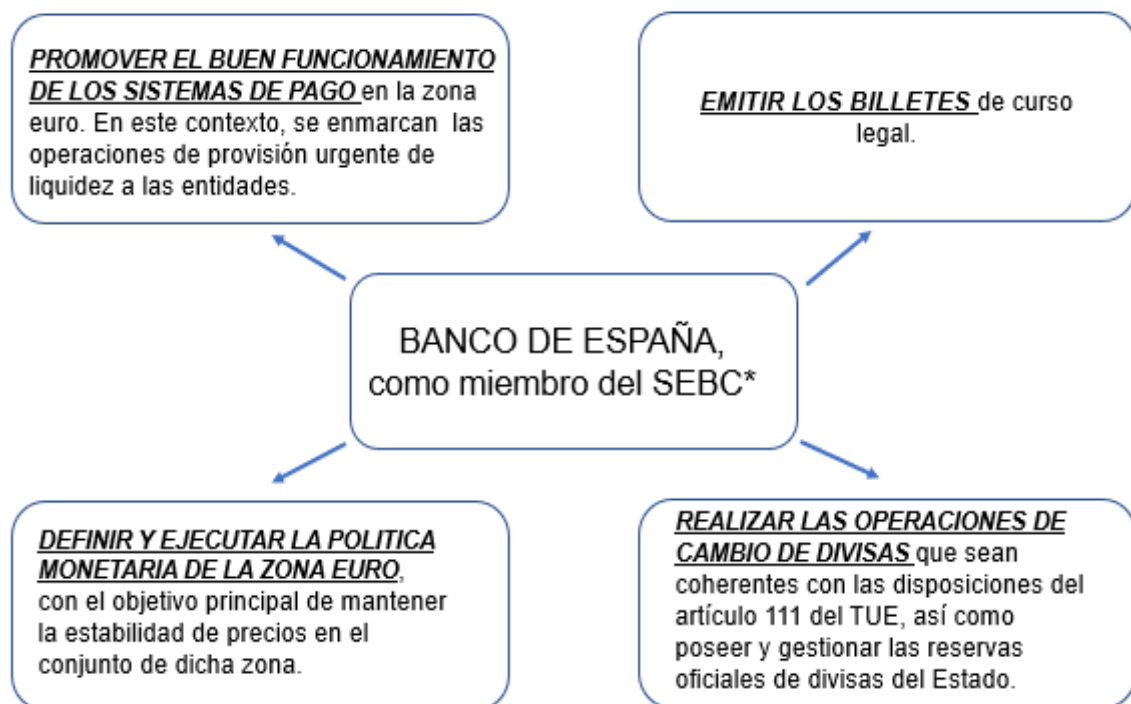 PROMOVER EL BUEN FUNCIONAMIENTO
DE LOS SISTEMAS DE PAGO en la zona
euro. En este contexto, se enmarcan las
operaciones de provisión urgente de
liquidez a las entidades.
EMITIR LOS BILLETES de curso
legal.
BANCO DE ESPAÑA,
como miembro del SEBC*
DEFINIR Y EJECUTAR LA POLITICA
MONETARIA DE LA ZONA EURO,
con el objetivo principal de mantener
la estabilidad de precios en el
conjunto de dicha zona.
REALIZAR LAS OPERACIONES DE
CAMBIO DE DIVISAS que sean
coherentes con las disposiciones del
artículo 111 del TUE, así como
poseer y gestionar las reservas
oficiales de divisas del Estado.